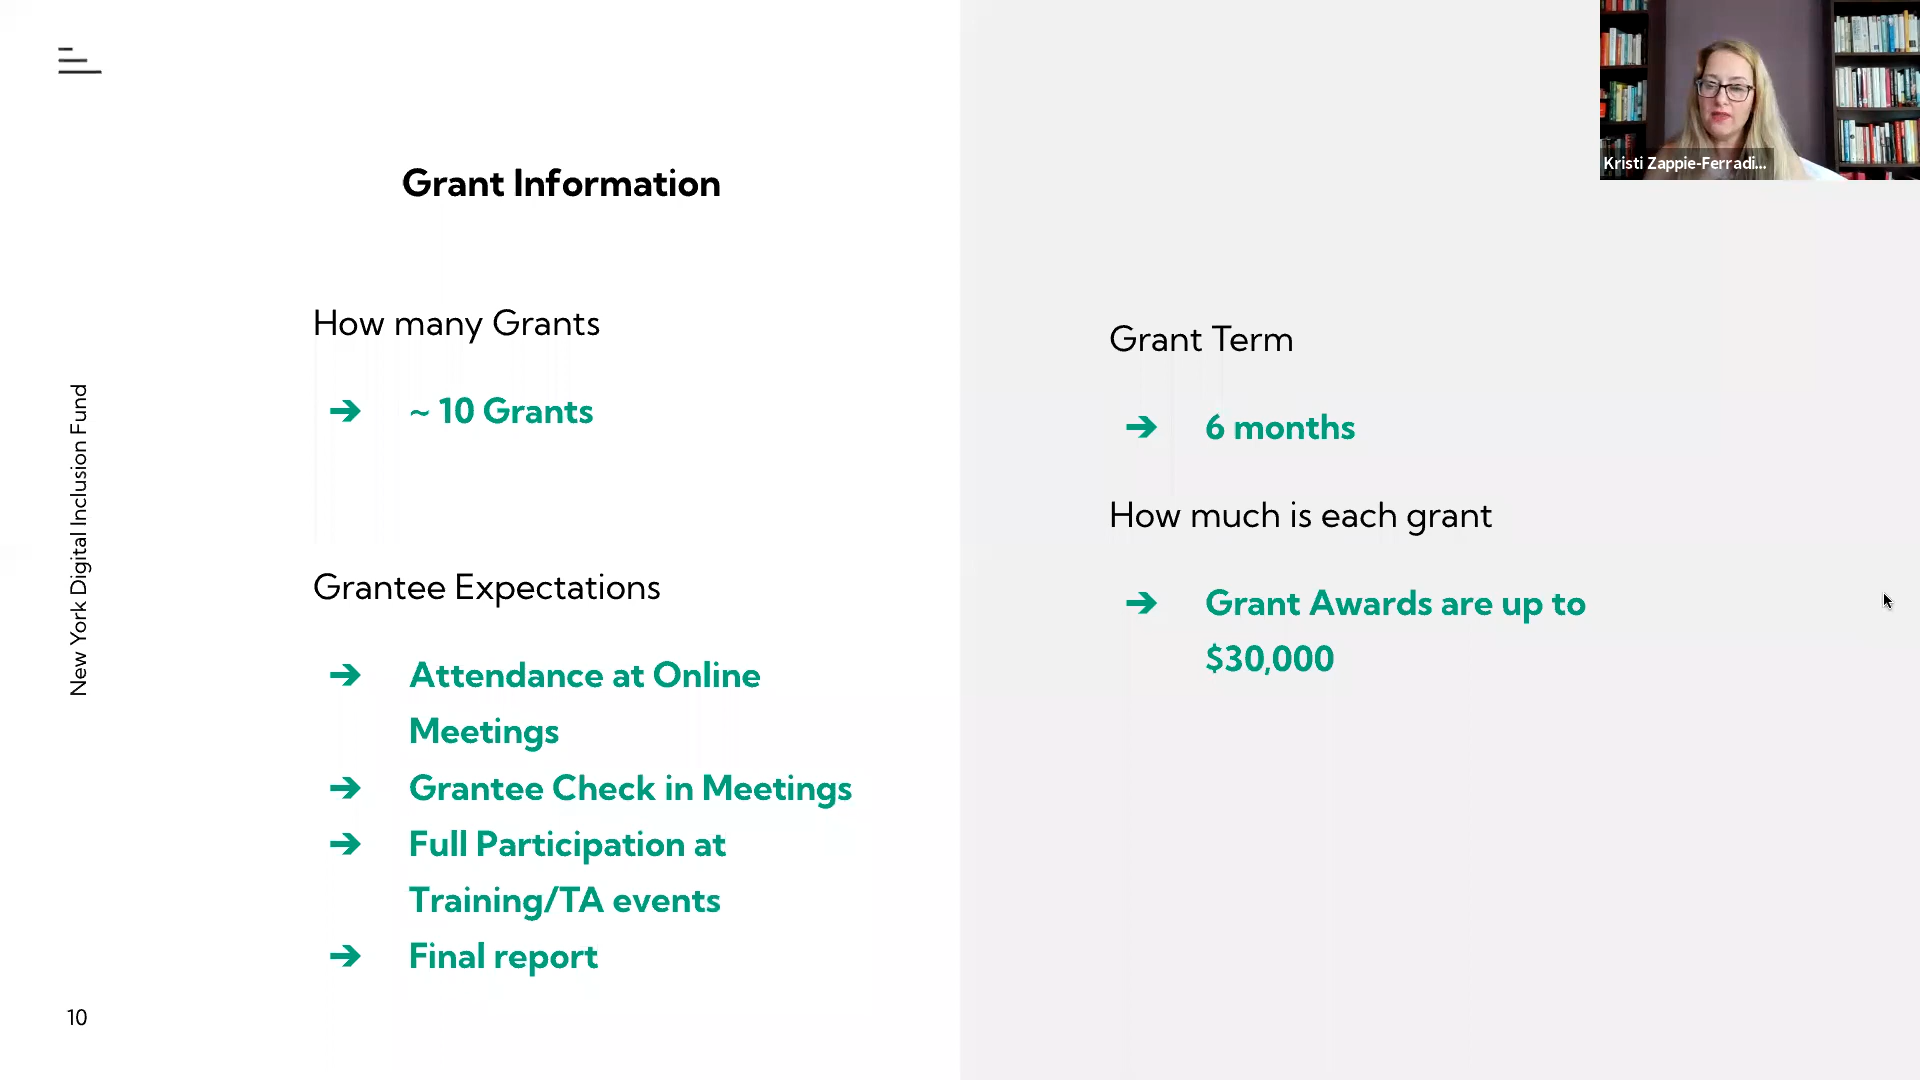 Grant Information
How many Grants
➔ ~ 10 Grants
Grantee Expectations
➔ Attendance at Online
Meetings
➔ Grantee Check in Meetings
➔ Full Participation at
Training/TA events
➔ Final report
Grant Term
➔ 6 months
How much is each grant
➔ Grant Awards are up to
$30,000
New York Digital Inclusion Fund
10
Kristi Zappie-Ferradi...